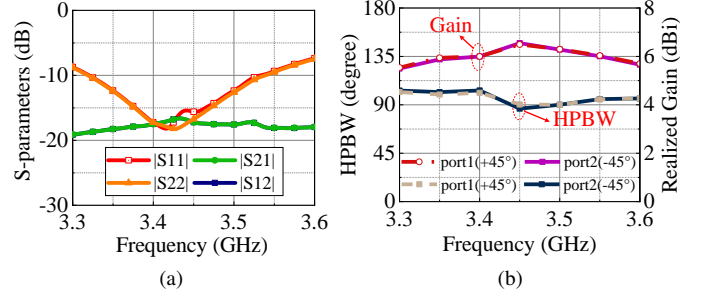 0
-10
-20
-30
S-parameters (dB)
|S11| |S21|
|S22| |S12|
3.3 3.4 3.5 3.6
Frequency (GHz)
(a)
180
135
90
45
0
HPBW (degree)
Gain
HPBW
port1(+45°) port2(-45°)
port1(+45°) port2(-45°)
8
6
4
2
0
Realized Gain (dBi)
3.3 3.4 3.5 3.6
Frequency (GHz)
(b)